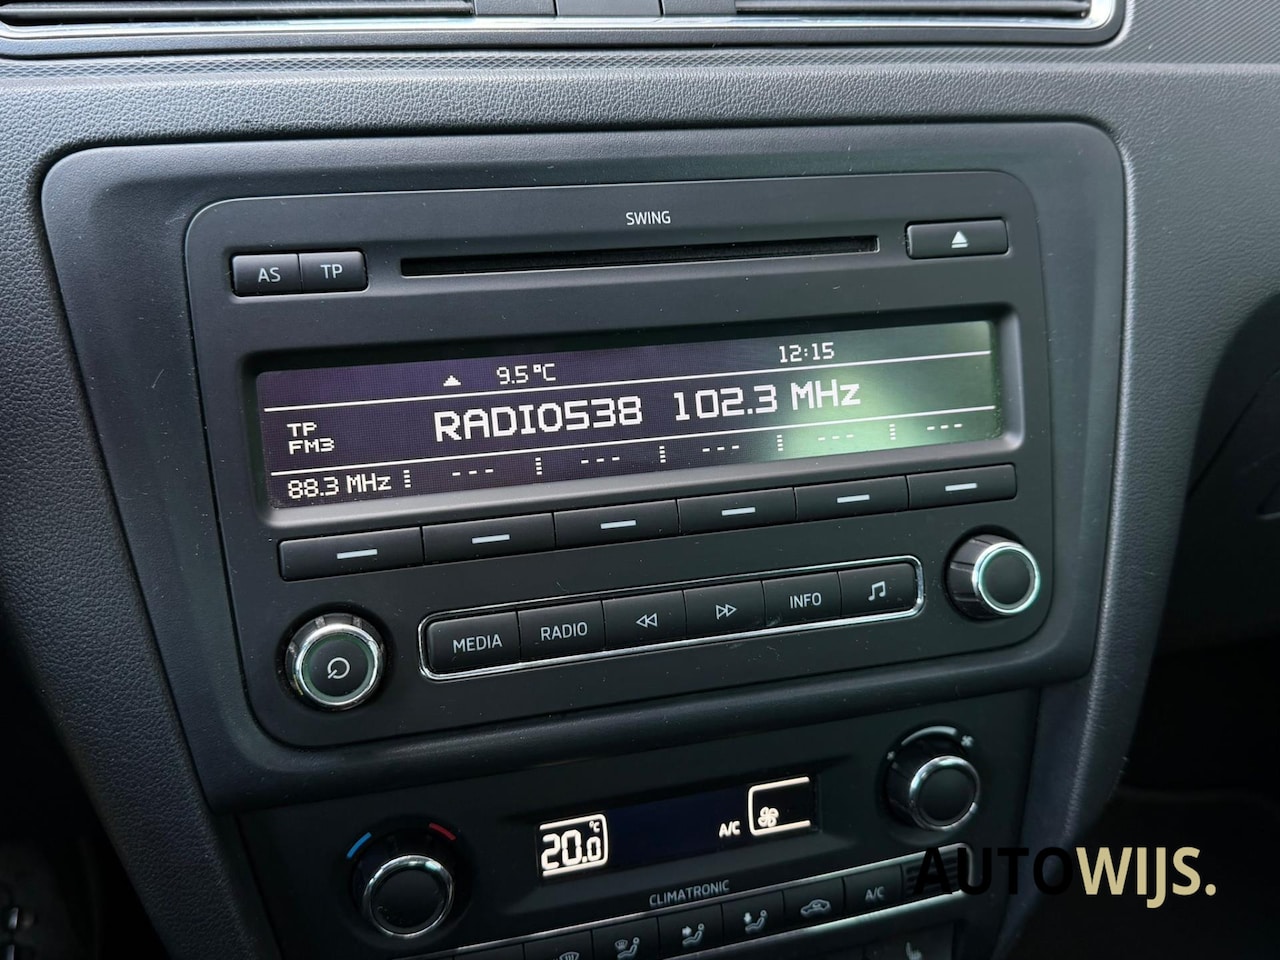 SWING
AS TP
9.5°C 12:15
TP
FM3
RADIO538 102.3 MHz
88.3 MHz --- --- --- --- ---
MEDIA RADIO INFO
20.0 °C A/C
CLIMATRONIC
A/C
AUTOWIJS.